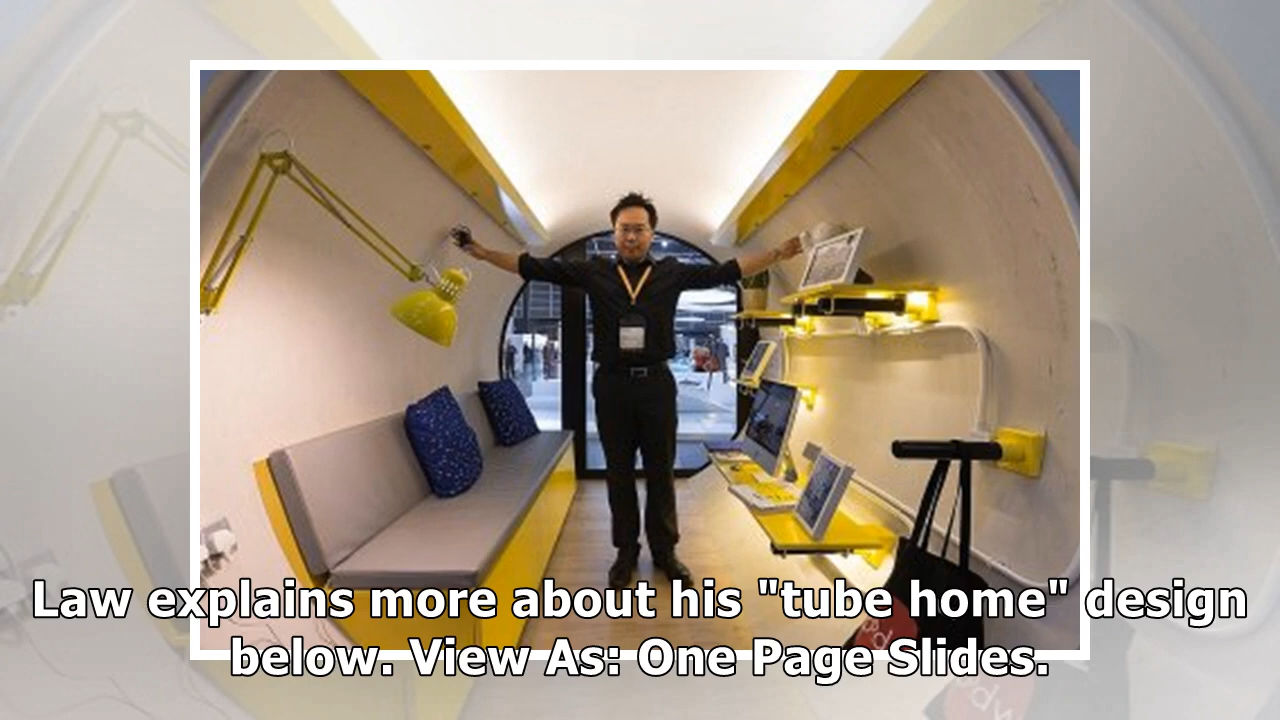 Law explains more about his "tube home" design
below. View As: One Page Slides.